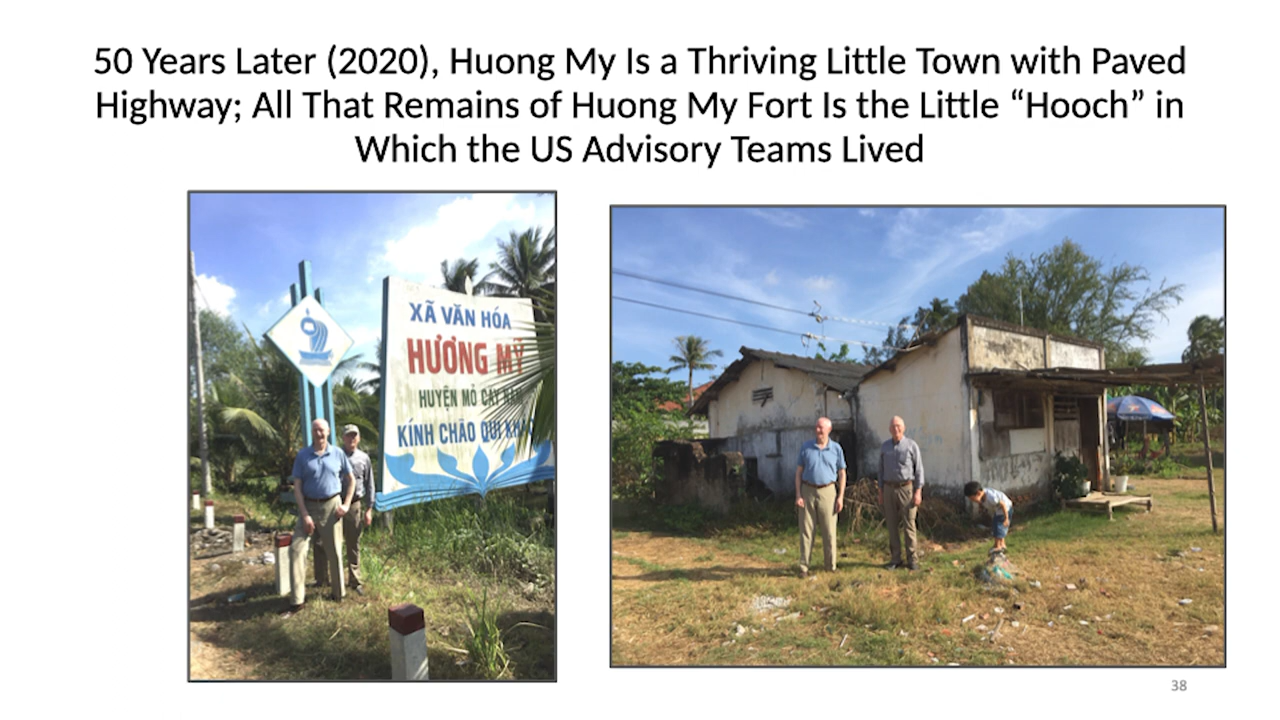 50 Years Later (2020), Huong My Is a Thriving Little Town with Paved
Highway; All That Remains of Huong My Fort Is the Little “Hooch” in
Which the US Advisory Teams Lived
XÃ VĂN HÓA
HƯƠNG MỸ
HUYỆN MỎ CÀY
KÍNH CHÀO QUÍ
38